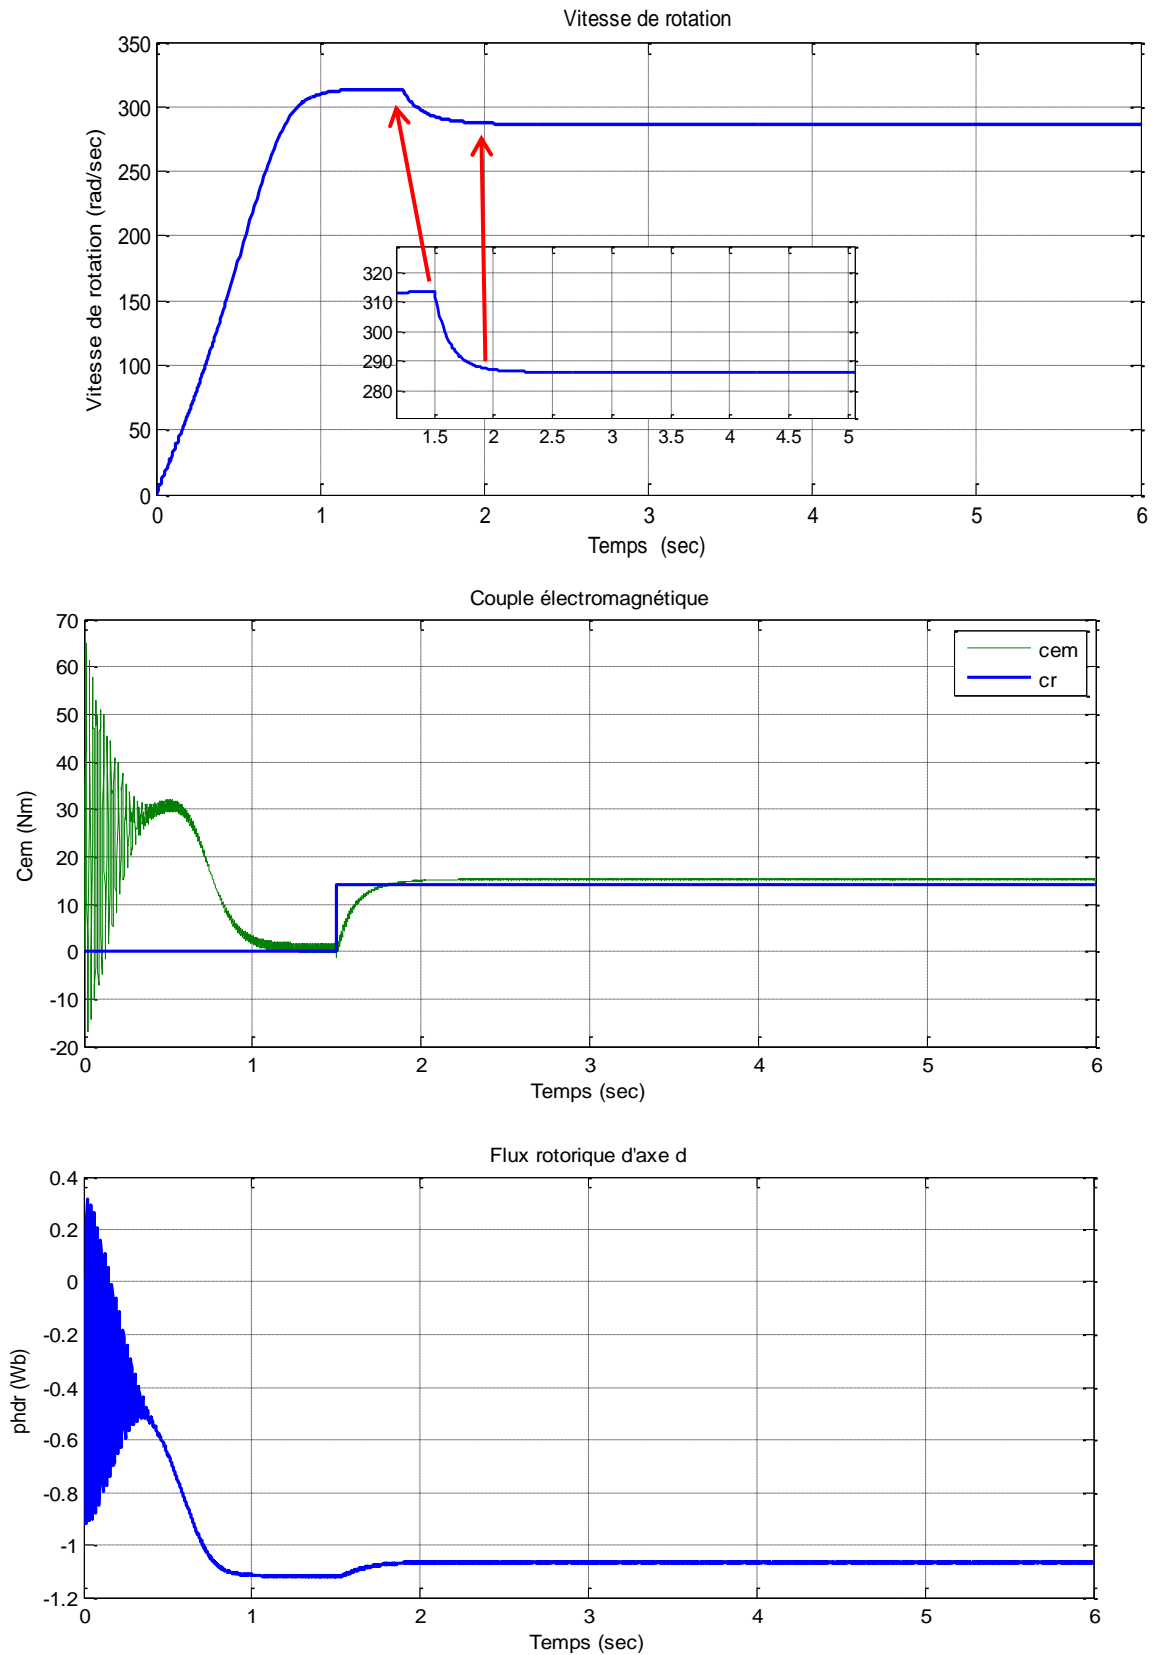 Vitesse de rotation
Vitesse de rotation (rad/sec)
350
300
250
200
150
100
50
0
320
310
300
290
280
1.5 2 2.5 3 3.5 4 4.5 5
0 1 2 3 4 5 6
Temps (sec)
Couple électromagnétique
Cem (Nm)
70
60
50
40
30
20
10
0
-10
-20
cem
cr
0 1 2 3 4 5 6
Temps (sec)
Flux rotorique d'axe d
phdr (Wb)
0.4
0.2
0
-0.2
-0.4
-0.6
-0.8
-1
-1.2
0 1 2 3 4 5 6
Temps (sec)